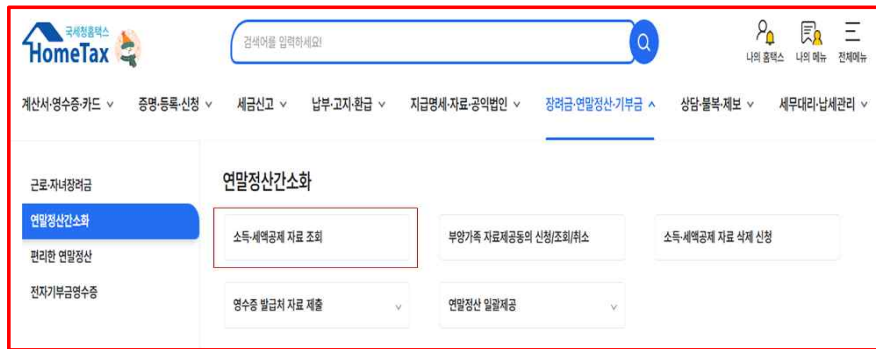 국세청홈택스
HomeTax
검색어를 입력하세요!
나의 홈택스 나의 메뉴 전체메뉴
계산서·영수증·카드 증명·등록·신청 세금신고 납부·고지·환급 지급명세·자료·공익법인 장려금·연말정산·기부금 상담·불복·제보 세무대리·납세관리
근로·자녀장려금
연말정산간소화
편리한 연말정산
전자기부금영수증
연말정산간소화
소득·세액공제 자료 조회 부양가족 자료제공동의 신청/조회/취소 소득·세액공제 자료 삭제 신청
영수증 발급처 자료 제출 연말정산 일괄제공